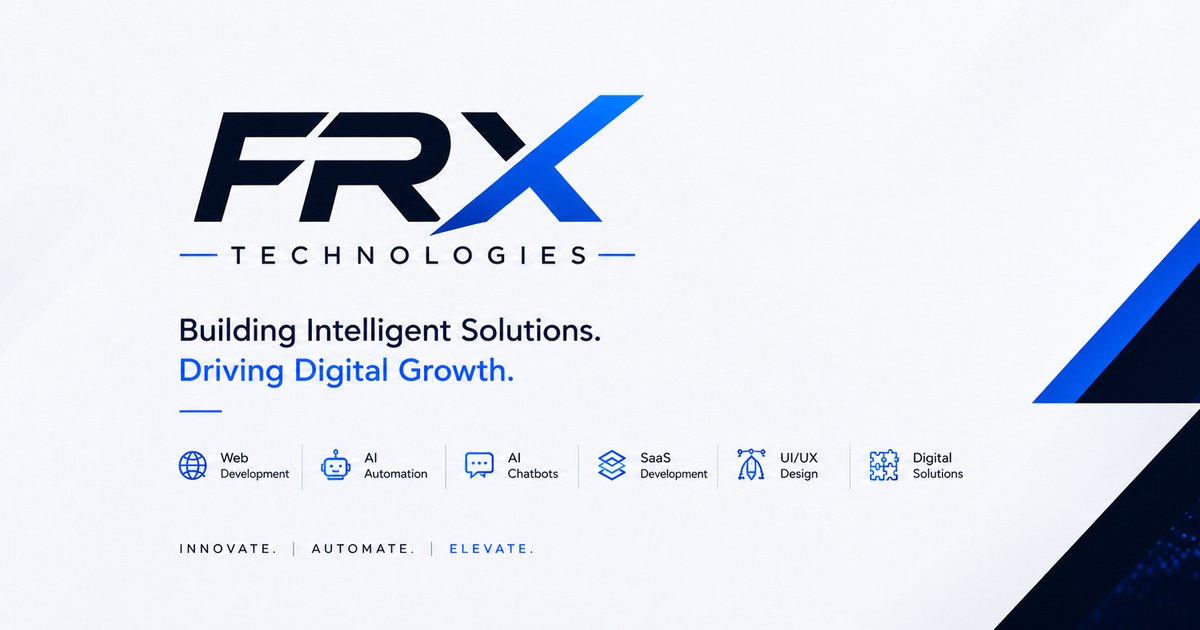 FRX
TECHNOLOGIES
Building Intelligent Solutions.
Driving Digital Growth.
Web
Development
AI
Automation
AI
Chatbots
SaaS
Development
UI/UX
Design
Digital
Solutions
INNOVATE. | AUTOMATE. | ELEVATE.